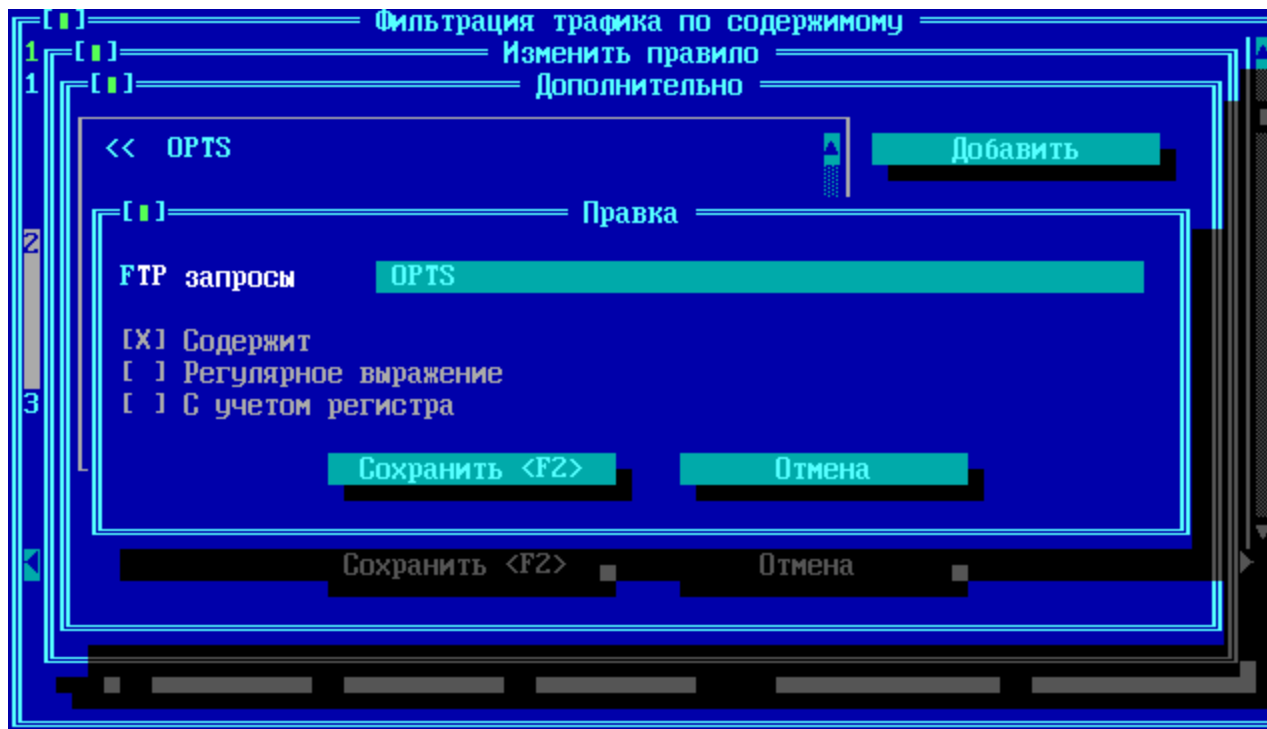 Фильтрация трафика по содержимому
1 Изменить правило
1 Дополнительно
<< OPTS Добавить
Правка
2
FTP запросы OPTS
[X] Содержит
[ ] Регулярное выражение
3 [ ] С учетом регистра
Сохранить <F2> Отмена
Сохранить <F2> Отмена